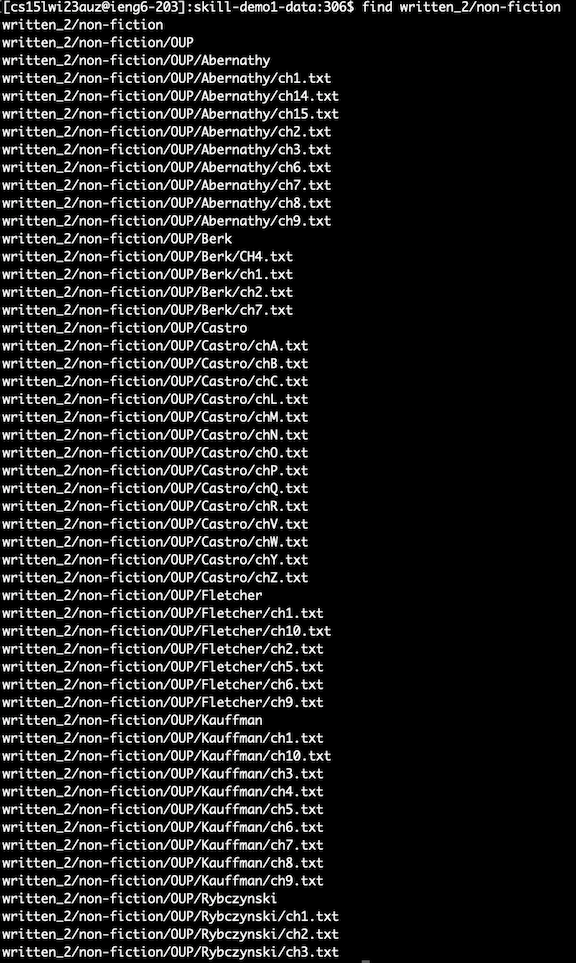 [[cs15lwi23auz@ieng6-203]:skill-demo1-data:306$ find written_2/non-fiction
written_2/non-fiction
written_2/non-fiction/OUP
written_2/non-fiction/OUP/Abernathy
written_2/non-fiction/OUP/Abernathy/ch1.txt
written_2/non-fiction/OUP/Abernathy/ch14.txt
written_2/non-fiction/OUP/Abernathy/ch15.txt
written_2/non-fiction/OUP/Abernathy/ch2.txt
written_2/non-fiction/OUP/Abernathy/ch3.txt
written_2/non-fiction/OUP/Abernathy/ch6.txt
written_2/non-fiction/OUP/Abernathy/ch7.txt
written_2/non-fiction/OUP/Abernathy/ch8.txt
written_2/non-fiction/OUP/Abernathy/ch9.txt
written_2/non-fiction/OUP/Berk
written_2/non-fiction/OUP/Berk/CH4.txt
written_2/non-fiction/OUP/Berk/ch1.txt
written_2/non-fiction/OUP/Berk/ch2.txt
written_2/non-fiction/OUP/Berk/ch7.txt
written_2/non-fiction/OUP/Castro
written_2/non-fiction/OUP/Castro/chA.txt
written_2/non-fiction/OUP/Castro/chB.txt
written_2/non-fiction/OUP/Castro/chC.txt
written_2/non-fiction/OUP/Castro/chL.txt
written_2/non-fiction/OUP/Castro/chM.txt
written_2/non-fiction/OUP/Castro/chN.txt
written_2/non-fiction/OUP/Castro/chO.txt
written_2/non-fiction/OUP/Castro/chP.txt
written_2/non-fiction/OUP/Castro/chQ.txt
written_2/non-fiction/OUP/Castro/chR.txt
written_2/non-fiction/OUP/Castro/chV.txt
written_2/non-fiction/OUP/Castro/chW.txt
written_2/non-fiction/OUP/Castro/chY.txt
written_2/non-fiction/OUP/Castro/chZ.txt
written_2/non-fiction/OUP/Fletcher
written_2/non-fiction/OUP/Fletcher/ch1.txt
written_2/non-fiction/OUP/Fletcher/ch10.txt
written_2/non-fiction/OUP/Fletcher/ch2.txt
written_2/non-fiction/OUP/Fletcher/ch5.txt
written_2/non-fiction/OUP/Fletcher/ch6.txt
written_2/non-fiction/OUP/Fletcher/ch9.txt
written_2/non-fiction/OUP/Kauffman
written_2/non-fiction/OUP/Kauffman/ch1.txt
written_2/non-fiction/OUP/Kauffman/ch10.txt
written_2/non-fiction/OUP/Kauffman/ch3.txt
written_2/non-fiction/OUP/Kauffman/ch4.txt
written_2/non-fiction/OUP/Kauffman/ch5.txt
written_2/non-fiction/OUP/Kauffman/ch6.txt
written_2/non-fiction/OUP/Kauffman/ch7.txt
written_2/non-fiction/OUP/Kauffman/ch8.txt
written_2/non-fiction/OUP/Kauffman/ch9.txt
written_2/non-fiction/OUP/Rybczynski
written_2/non-fiction/OUP/Rybczynski/ch1.txt
written_2/non-fiction/OUP/Rybczynski/ch2.txt
written_2/non-fiction/OUP/Rybczynski/ch3.txt